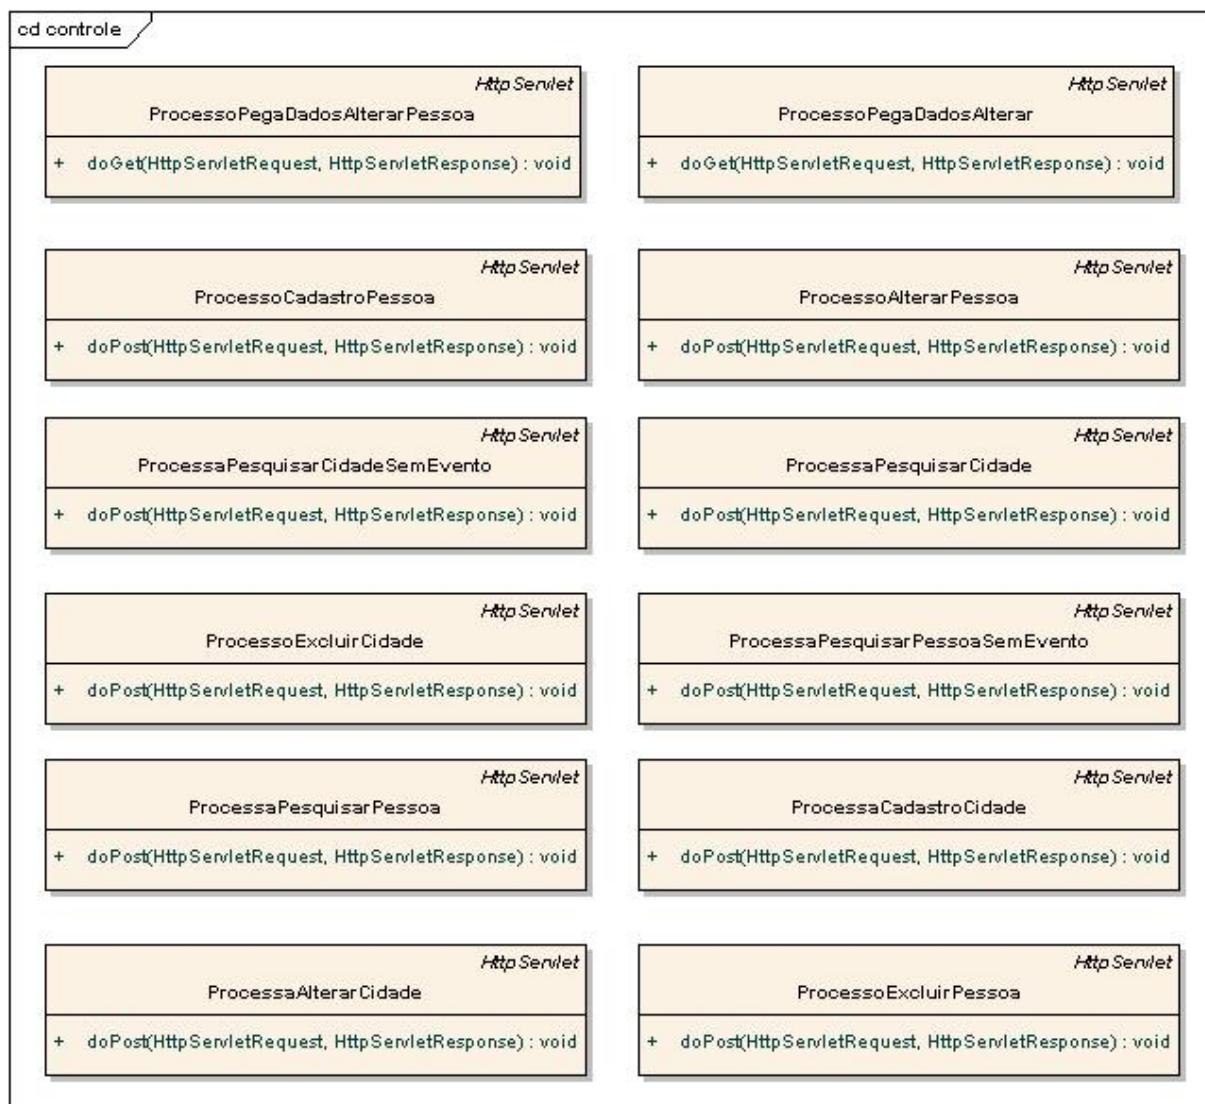 cd controle
HttpServlet
ProcessoPegaDadosAlterarPessoa
+ doGet(HttpServletRequest, HttpServletResponse) : void
HttpServlet
ProcessoPegaDadosAlterar
+ doGet(HttpServletRequest, HttpServletResponse) : void
HttpServlet
ProcessoCadastroPessoa
+ doPost(HttpServletRequest, HttpServletResponse) : void
HttpServlet
ProcessoAlterarPessoa
+ doPost(HttpServletRequest, HttpServletResponse) : void
HttpServlet
ProcessaPesquisarCidadeSemEvento
+ doPost(HttpServletRequest, HttpServletResponse) : void
HttpServlet
ProcessaPesquisarCidade
+ doPost(HttpServletRequest, HttpServletResponse) : void
HttpServlet
ProcessoExcluirCidade
+ doPost(HttpServletRequest, HttpServletResponse) : void
HttpServlet
ProcessaPesquisarPessoaSemEvento
+ doPost(HttpServletRequest, HttpServletResponse) : void
HttpServlet
ProcessaPesquisarPessoa
+ doPost(HttpServletRequest, HttpServletResponse) : void
HttpServlet
ProcessaCadastroCidade
+ doPost(HttpServletRequest, HttpServletResponse) : void
HttpServlet
ProcessaAlterarCidade
+ doPost(HttpServletRequest, HttpServletResponse) : void
HttpServlet
ProcessoExcluirPessoa
+ doPost(HttpServletRequest, HttpServletResponse) : void